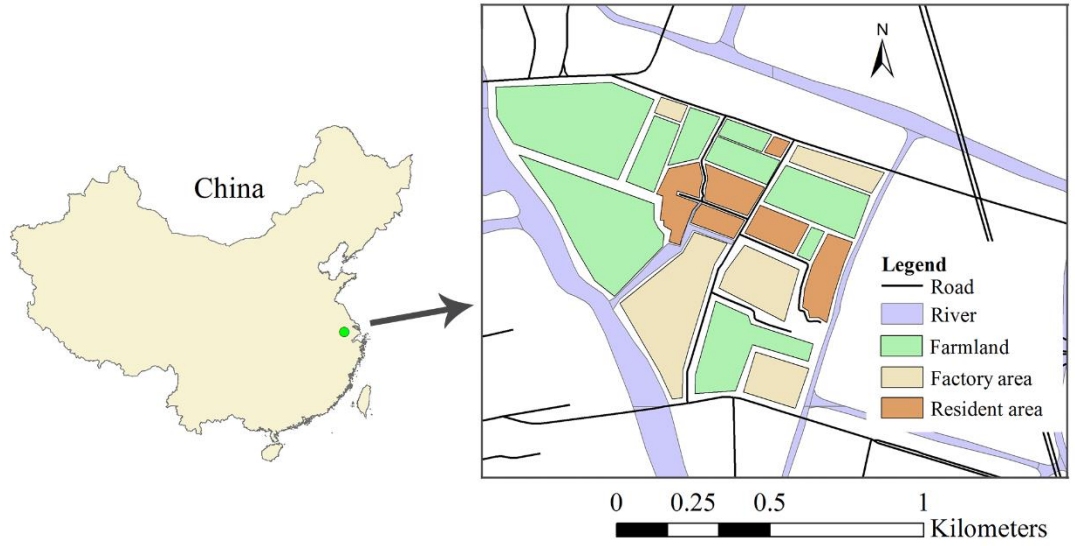 China
N
Legend
Road
River
Farmland
Factory area
Resident area
0 0.25 0.5 1
Kilometers